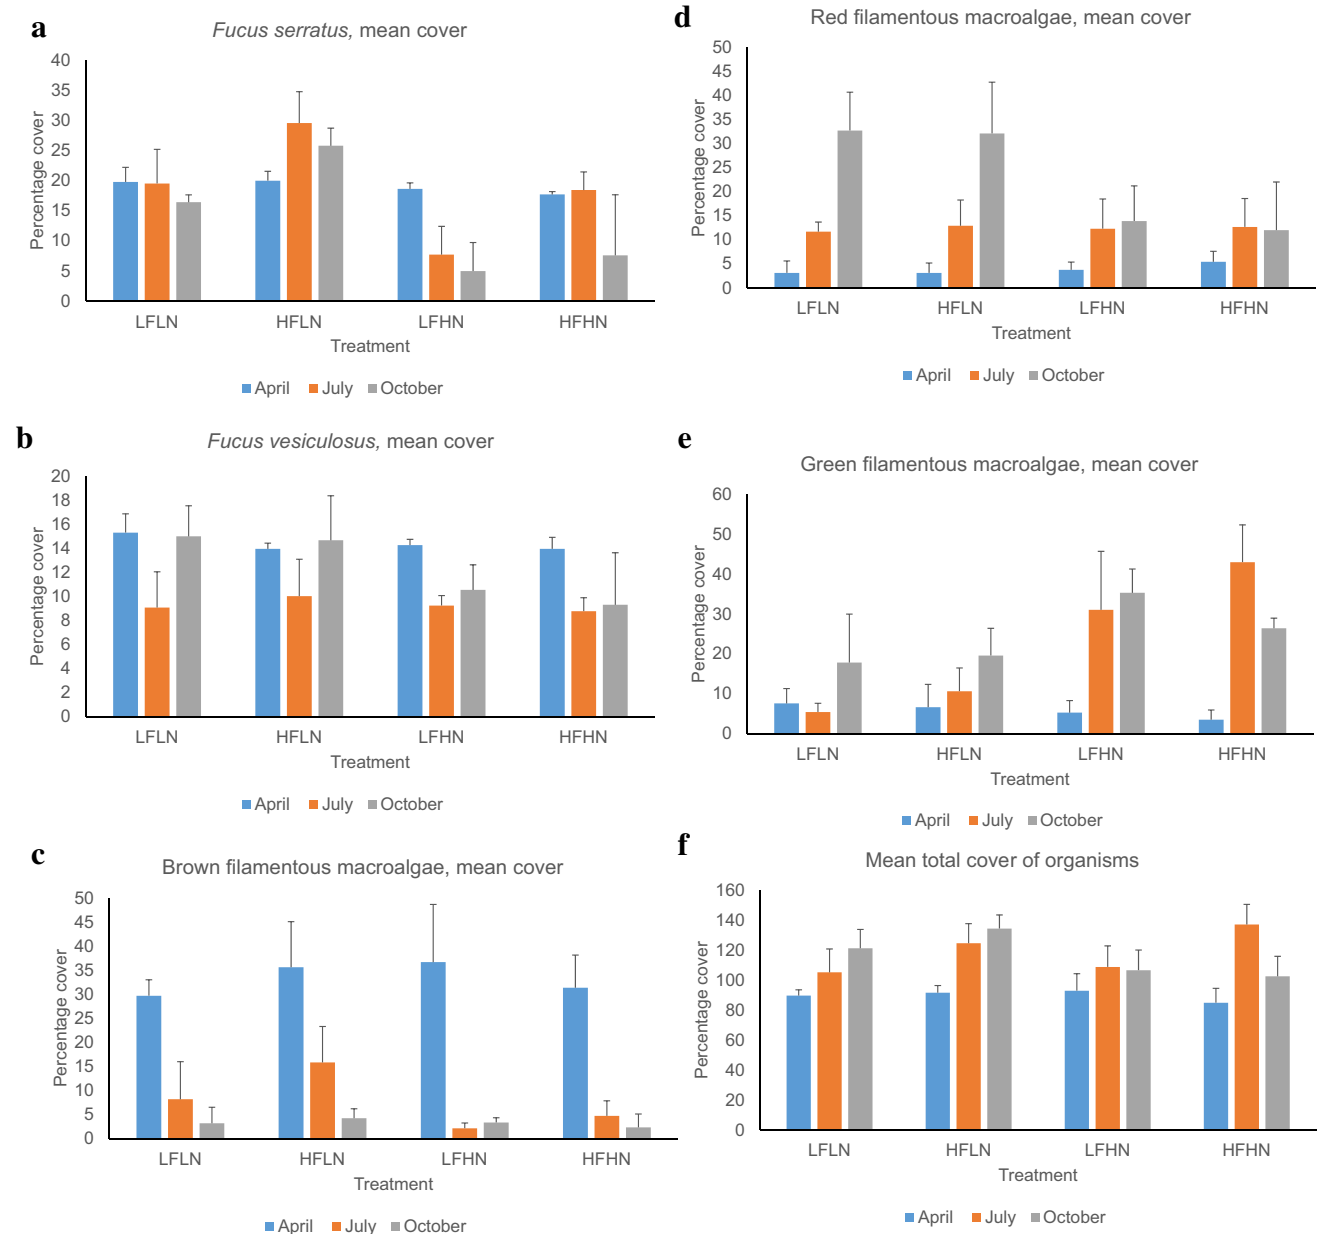 a
Fucus serratus, mean cover
Percentage cover
40
35
30
25
20
15
10
5
0
LFLN HFLN LFHN HFHN
Treatment
April July October
b
Fucus vesiculosus, mean cover
Percentage cover
20
18
16
14
12
10
8
6
4
2
0
LFLN HFLN LFHN HFHN
Treatment
April July October
c
Brown filamentous macroalgae, mean cover
Percentage cover
50
45
40
35
30
25
20
15
10
5
0
LFLN HFLN LFHN HFHN
Treatment
April July October
d
Red filamentous macroalgae, mean cover
Percentage cover
50
45
40
35
30
25
20
15
10
5
0
LFLN HFLN LFHN HFHN
Treatment
April July October
e
Green filamentous macroalgae, mean cover
Percentage cover
60
50
40
30
20
10
0
LFLN HFLN LFHN HFHN
Treatment
April July October
f
Mean total cover of organisms
Percentage cover
160
140
120
100
80
60
40
20
0
LFLN HFLN LFHN HFHN
Treatment
April July October